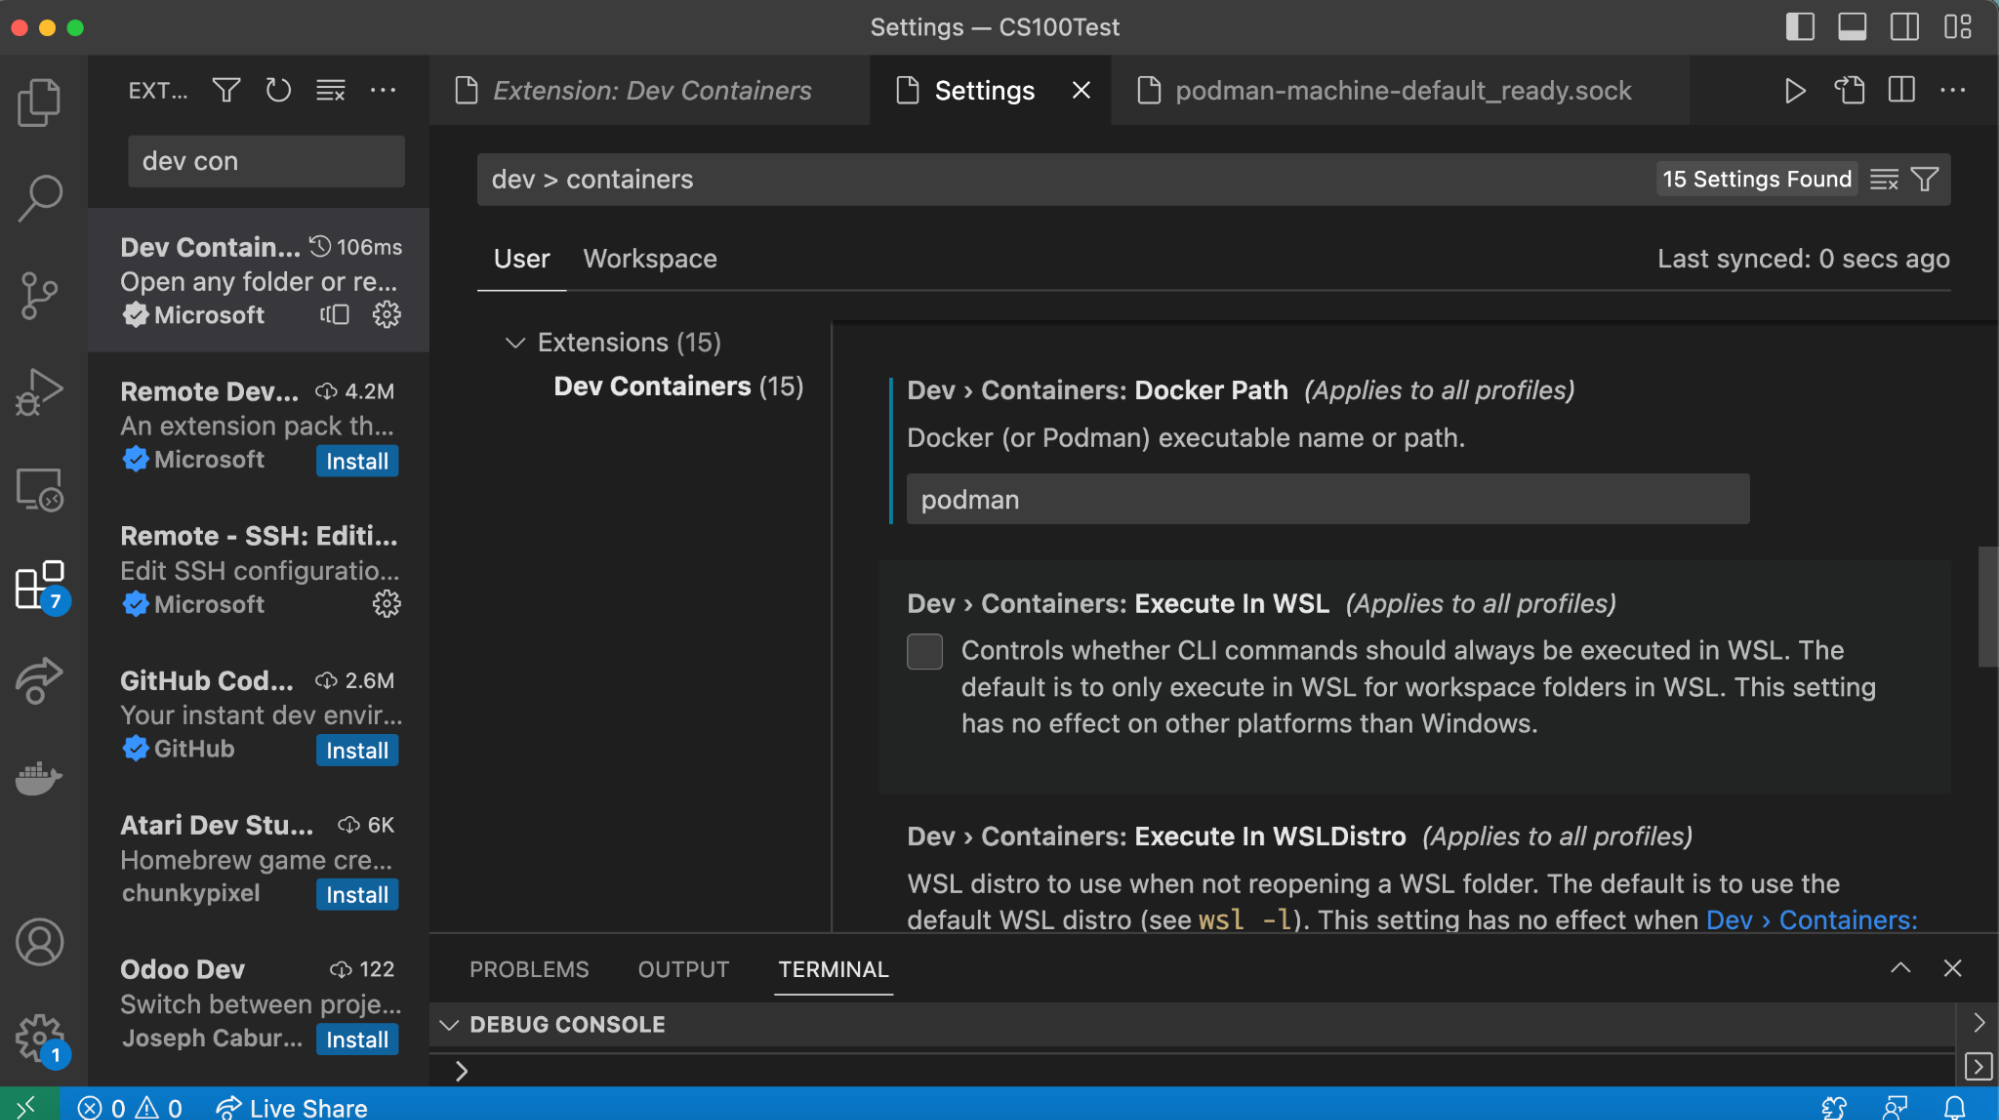 Settings — CS100Test
EXT...
Extension: Dev Containers
Settings
podman-machine-default_ready.sock
dev con
dev > containers
15 Settings Found
User
Workspace
Last synced: 0 secs ago
Dev Contain... 106ms
Open any folder or re...
Microsoft
Remote Dev... 4.2M
An extension pack th...
Microsoft Install
Remote - SSH: Editi...
Edit SSH configuratio...
Microsoft
GitHub Cod... 2.6M
Your instant dev envir...
GitHub Install
Atari Dev Stu... 6K
Homebrew game cre...
chunkypixel Install
Odoo Dev 122
Switch between proje...
Joseph Cabur... Install
7
1
Extensions (15)
Dev Containers (15)
Dev › Containers: Docker Path (Applies to all profiles)
Docker (or Podman) executable name or path.
podman
Dev › Containers: Execute In WSL (Applies to all profiles)
Controls whether CLI commands should always be executed in WSL. The
default is to only execute in WSL for workspace folders in WSL. This setting
has no effect on other platforms than Windows.
Dev › Containers: Execute In WSLDistro (Applies to all profiles)
WSL distro to use when not reopening a WSL folder. The default is to use the
default WSL distro (see wsl -l). This setting has no effect when Dev › Containers:
PROBLEMS
OUTPUT
TERMINAL
DEBUG CONSOLE
0 0 Live Share